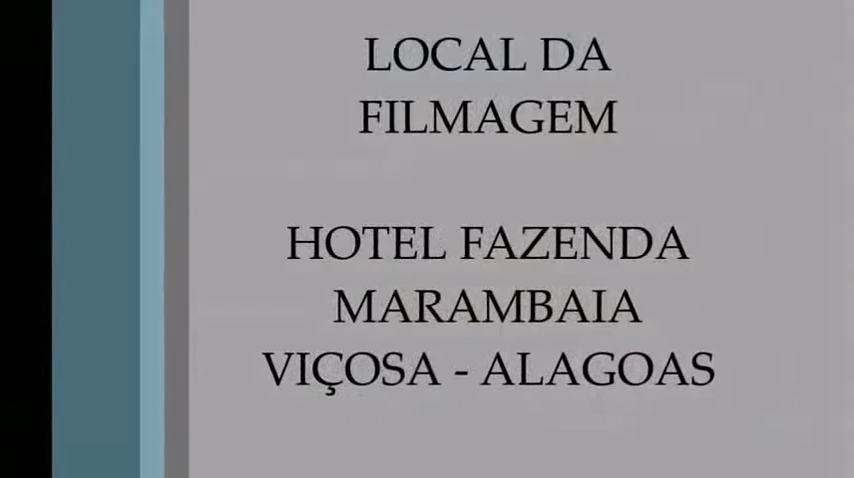 LOCAL DA
FILMAGEM
HOTEL FAZENDA
MARAMBAIA
VIÇOSA - ALAGOAS